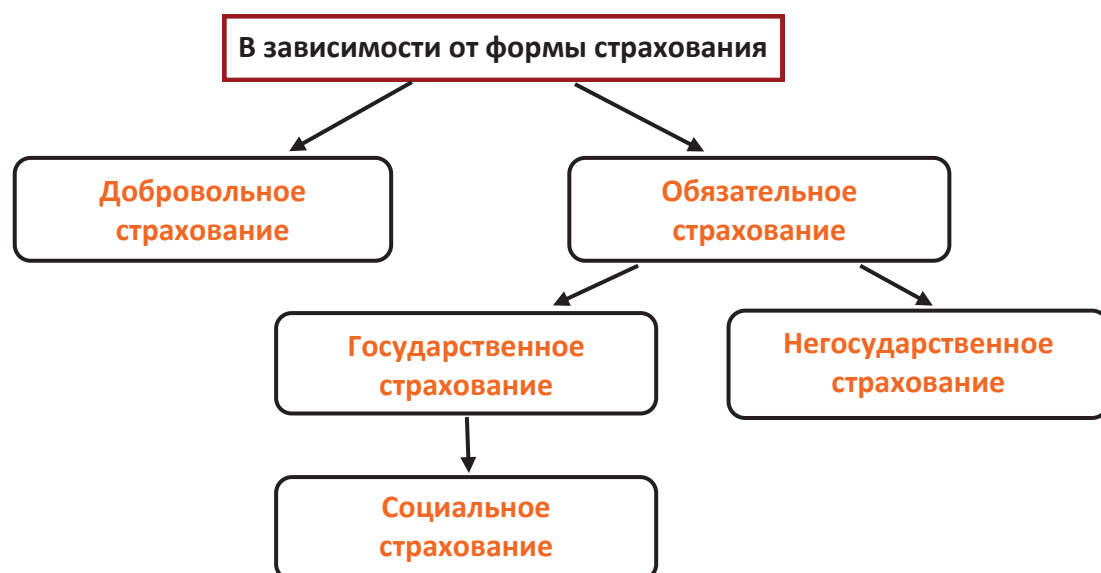 В зависимости от формы страхования
Добровольное
страхование
Обязательное
страхование
Государственное
страхование
Негосударственное
страхование
Социальное
страхование